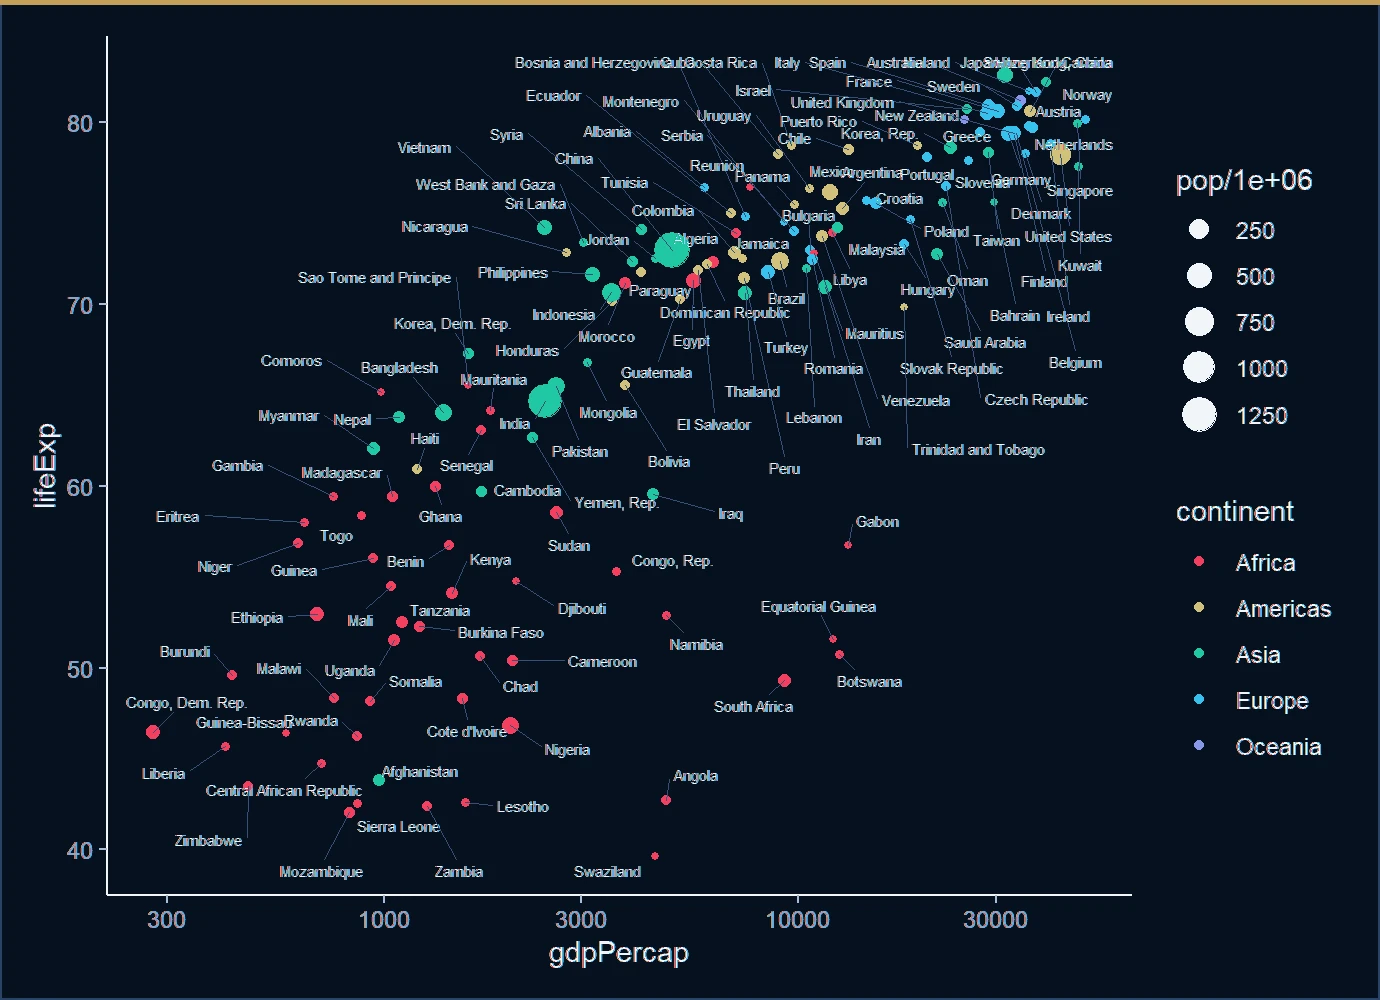 Bosnia and Herzegovina
Cuba
Costa Rica
Italy
Spain
Australia
Iceland
Japan
Switzerland
Hong Kong, China
Canada
France
Ecuador
Montenegro
Israel
Sweden
Norway
United Kingdom
Uruguay
Puerto Rico
New Zealand
Austria
80
Syria
Albania
Serbia
Chile
Korea, Rep.
Greece
Netherlands
Vietnam
China
Reunion
Panama
Mexico
Argentina
Portugal
Slovenia
Germany
Singapore
West Bank and Gaza
Tunisia
Sri Lanka
Colombia
Bulgaria
Croatia
Denmark
Nicaragua
Jordan
Algeria
Jamaica
Malaysia
Poland
Taiwan
United States
Kuwait
Sao Tome and Principe
Philippines
Paraguay
Brazil
Libya
Hungary
Oman
Finland
70
Indonesia
Dominican Republic
Bahrain
Ireland
Korea, Dem. Rep.
Morocco
Egypt
Turkey
Mauritius
Saudi Arabia
Comoros
Bangladesh
Honduras
Guatemala
Romania
Slovak Republic
Belgium
Mauritania
Thailand
Venezuela
Czech Republic
Myanmar
Nepal
India
Mongolia
El Salvador
Lebanon
Haiti
Pakistan
Iran
Trinidad and Tobago
Gambia
Madagascar
Senegal
Bolivia
Peru
60
Cambodia
Yemen, Rep.
Iraq
Eritrea
Togo
Ghana
Sudan
Gabon
Niger
Guinea
Benin
Kenya
Congo, Rep.
Ethiopia
Mali
Tanzania
Djibouti
Equatorial Guinea
Burkina Faso
Namibia
50
Burundi
Malawi
Uganda
Somalia
Chad
Cameroon
Botswana
Congo, Dem. Rep.
Guinea-Bissau
Rwanda
Cote d'Ivoire
Nigeria
South Africa
Liberia
Central African Republic
Afghanistan
Lesotho
Angola
Zimbabwe
Sierra Leone
40
Mozambique
Zambia
Swaziland
300
1000
3000
10000
30000
gdpPercap
lifeExp
pop/1e+06
250
500
750
1000
1250
continent
Africa
Americas
Asia
Europe
Oceania